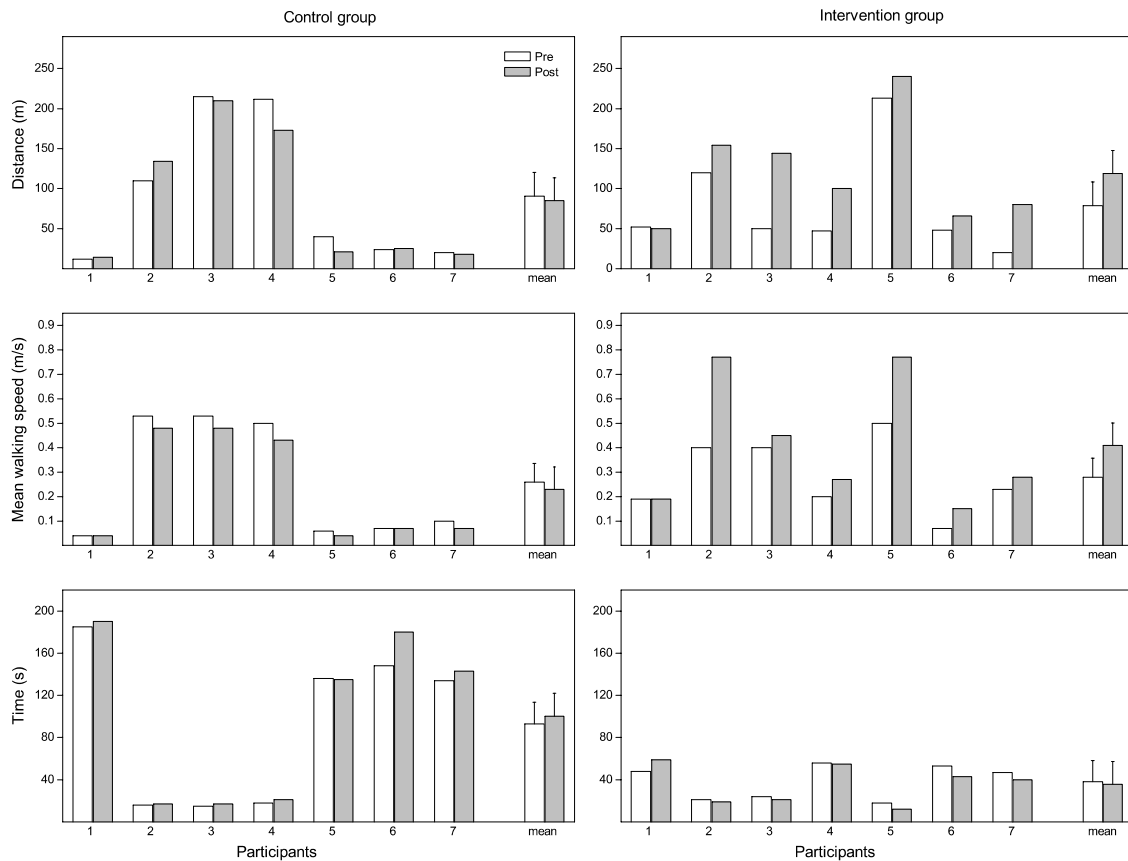 Control group
Intervention group
Pre
Post
Distance (m)
250
200
150
100
50
1 2 3 4 5 6 7 mean
250
200
150
100
50
0
1 2 3 4 5 6 7 mean
Mean walking speed (m/s)
0.9
0.8
0.7
0.6
0.5
0.4
0.3
0.2
0.1
1 2 3 4 5 6 7 mean
0.9
0.8
0.7
0.6
0.5
0.4
0.3
0.2
0.1
1 2 3 4 5 6 7 mean
Time (s)
200
160
120
80
40
1 2 3 4 5 6 7 mean
Participants
200
160
120
80
40
1 2 3 4 5 6 7 mean
Participants